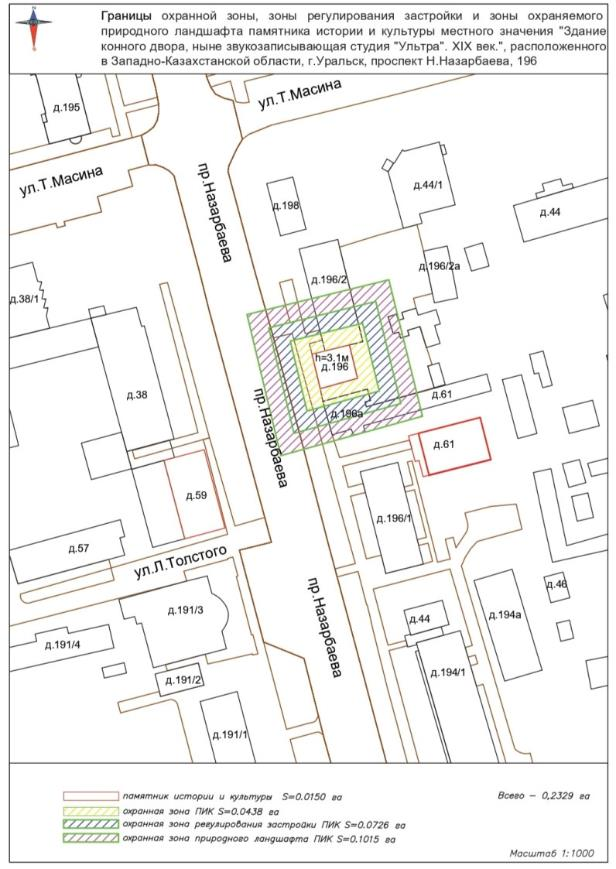 Границы охранной зоны, зоны регулирования застройки и зоны охраняемого
природного ландшафта памятника истории и культуры местного значения "Здание
конного двора, ныне звукозаписывающая студия "Ультра". XIX век.", расположенного
в Западно-Казахстанской области, г.Уральск, проспект Н.Назарбаева, 196
д.195
ул.Т.Масина
ул.Т.Масина
пр.Назарбаева
д.44/1
д.198
д.44
д.196/2
д.196/2а
д.38/1
h=3.1м
д.196
д.38
д.61
пр.Назарбаева
д.196а
д.61
д.59
д.196/1
д.57
ул.Л.Толстого
пр.Назарбаева
д.46
д.191/3
д.44
д.194а
д.191/4
д.194/1
д.191/2
д.191/1
памятник истории и культуры S=0.0150 га
Всего - 0,2329 га
охранная зона ПИК S=0.0438 га
охранная зона регулирования застройки ПИК S=0.0726 га
охранная зона природного ландшафта ПИК S=0.1015 га
Масштаб 1:1000